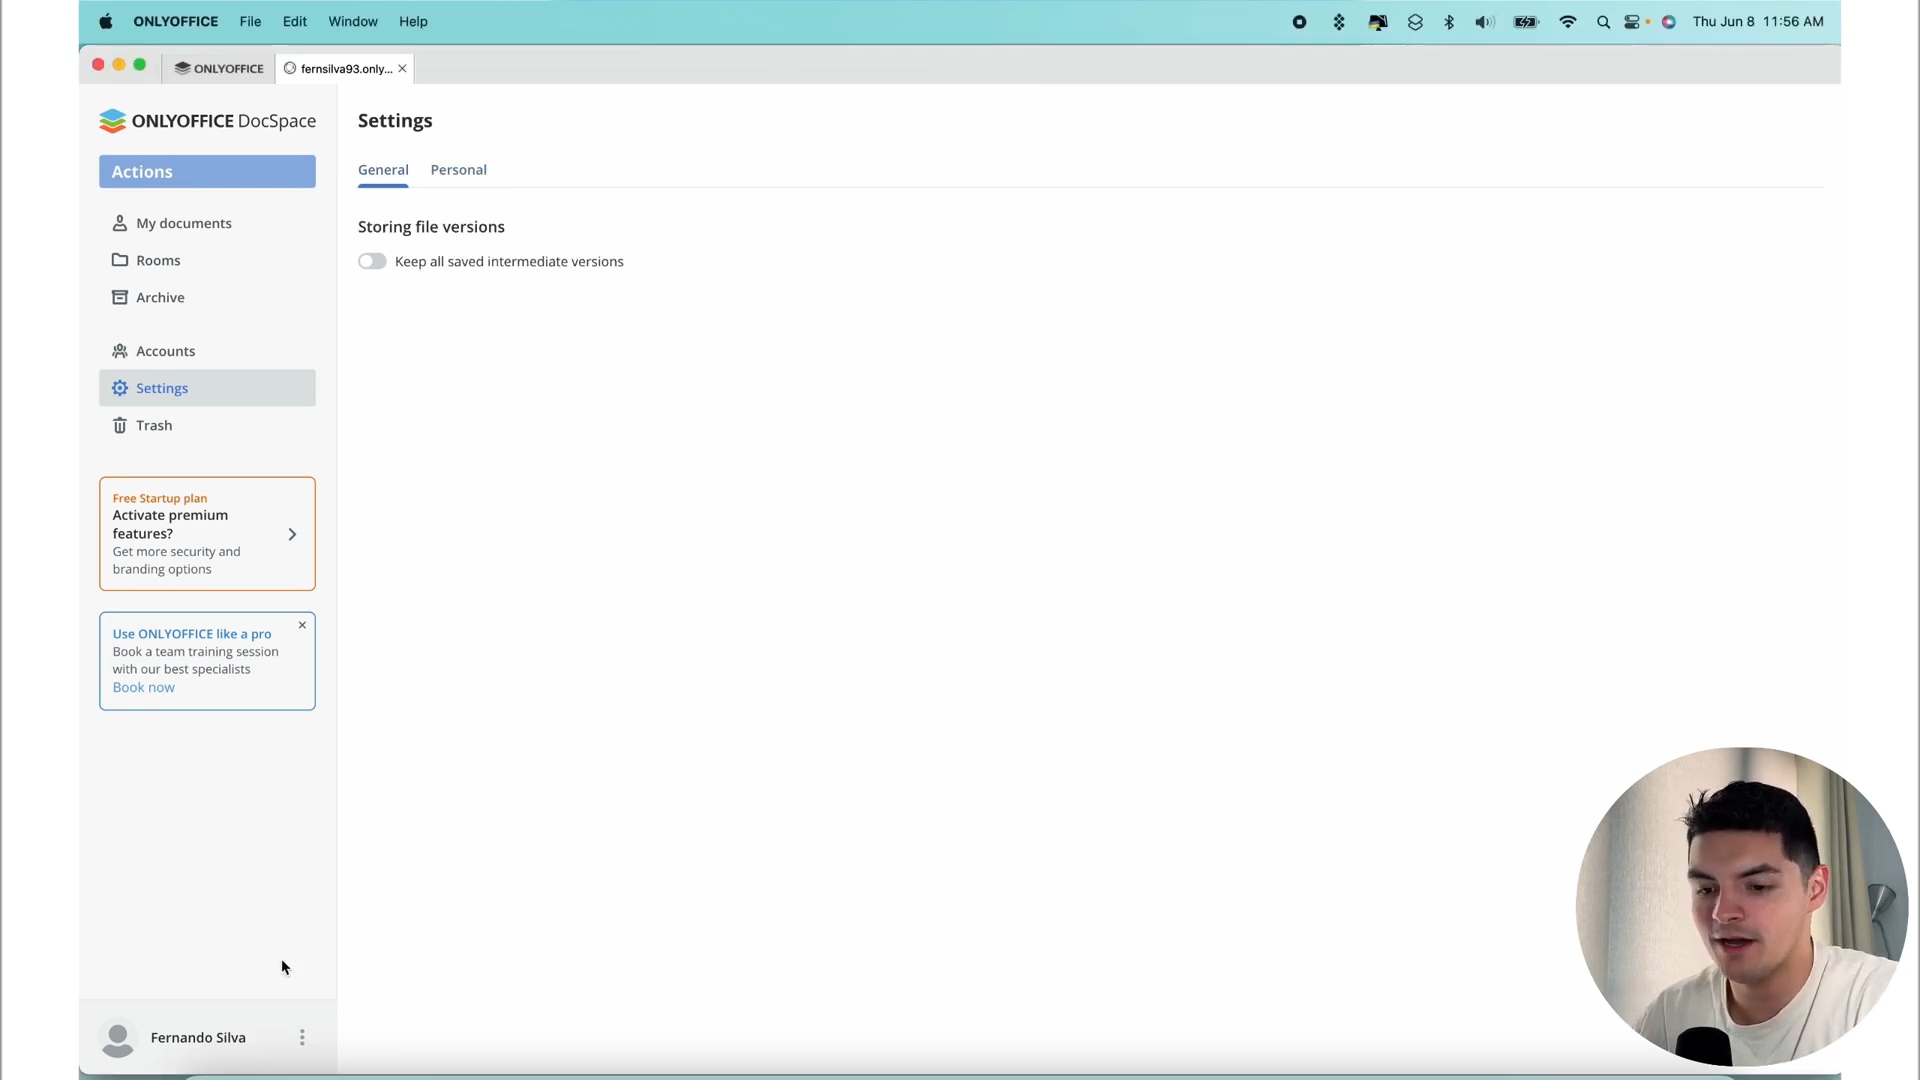 ONLYOFFICE File Edit Window Help Thu Jun 8 11:56 AM
ONLYOFFICE fernsilva93.only...
ONLYOFFICE DocSpace
Actions
My documents
Rooms
Archive
Accounts
Settings
Trash
Free Startup plan
Activate premium
features?
Get more security and
branding options
Use ONLYOFFICE like a pro
Book a team training session
with our best specialists
Book now
Fernando Silva
Settings
General Personal
Storing file versions
Keep all saved intermediate versions